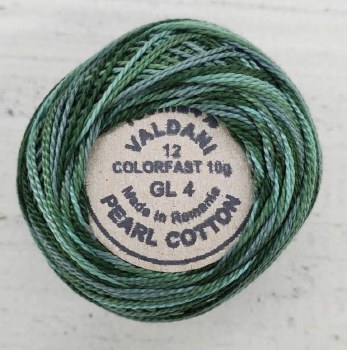 VALDANI
12
COLORFAST 10g
GL 4
Made in Romania
PEARL COTTON